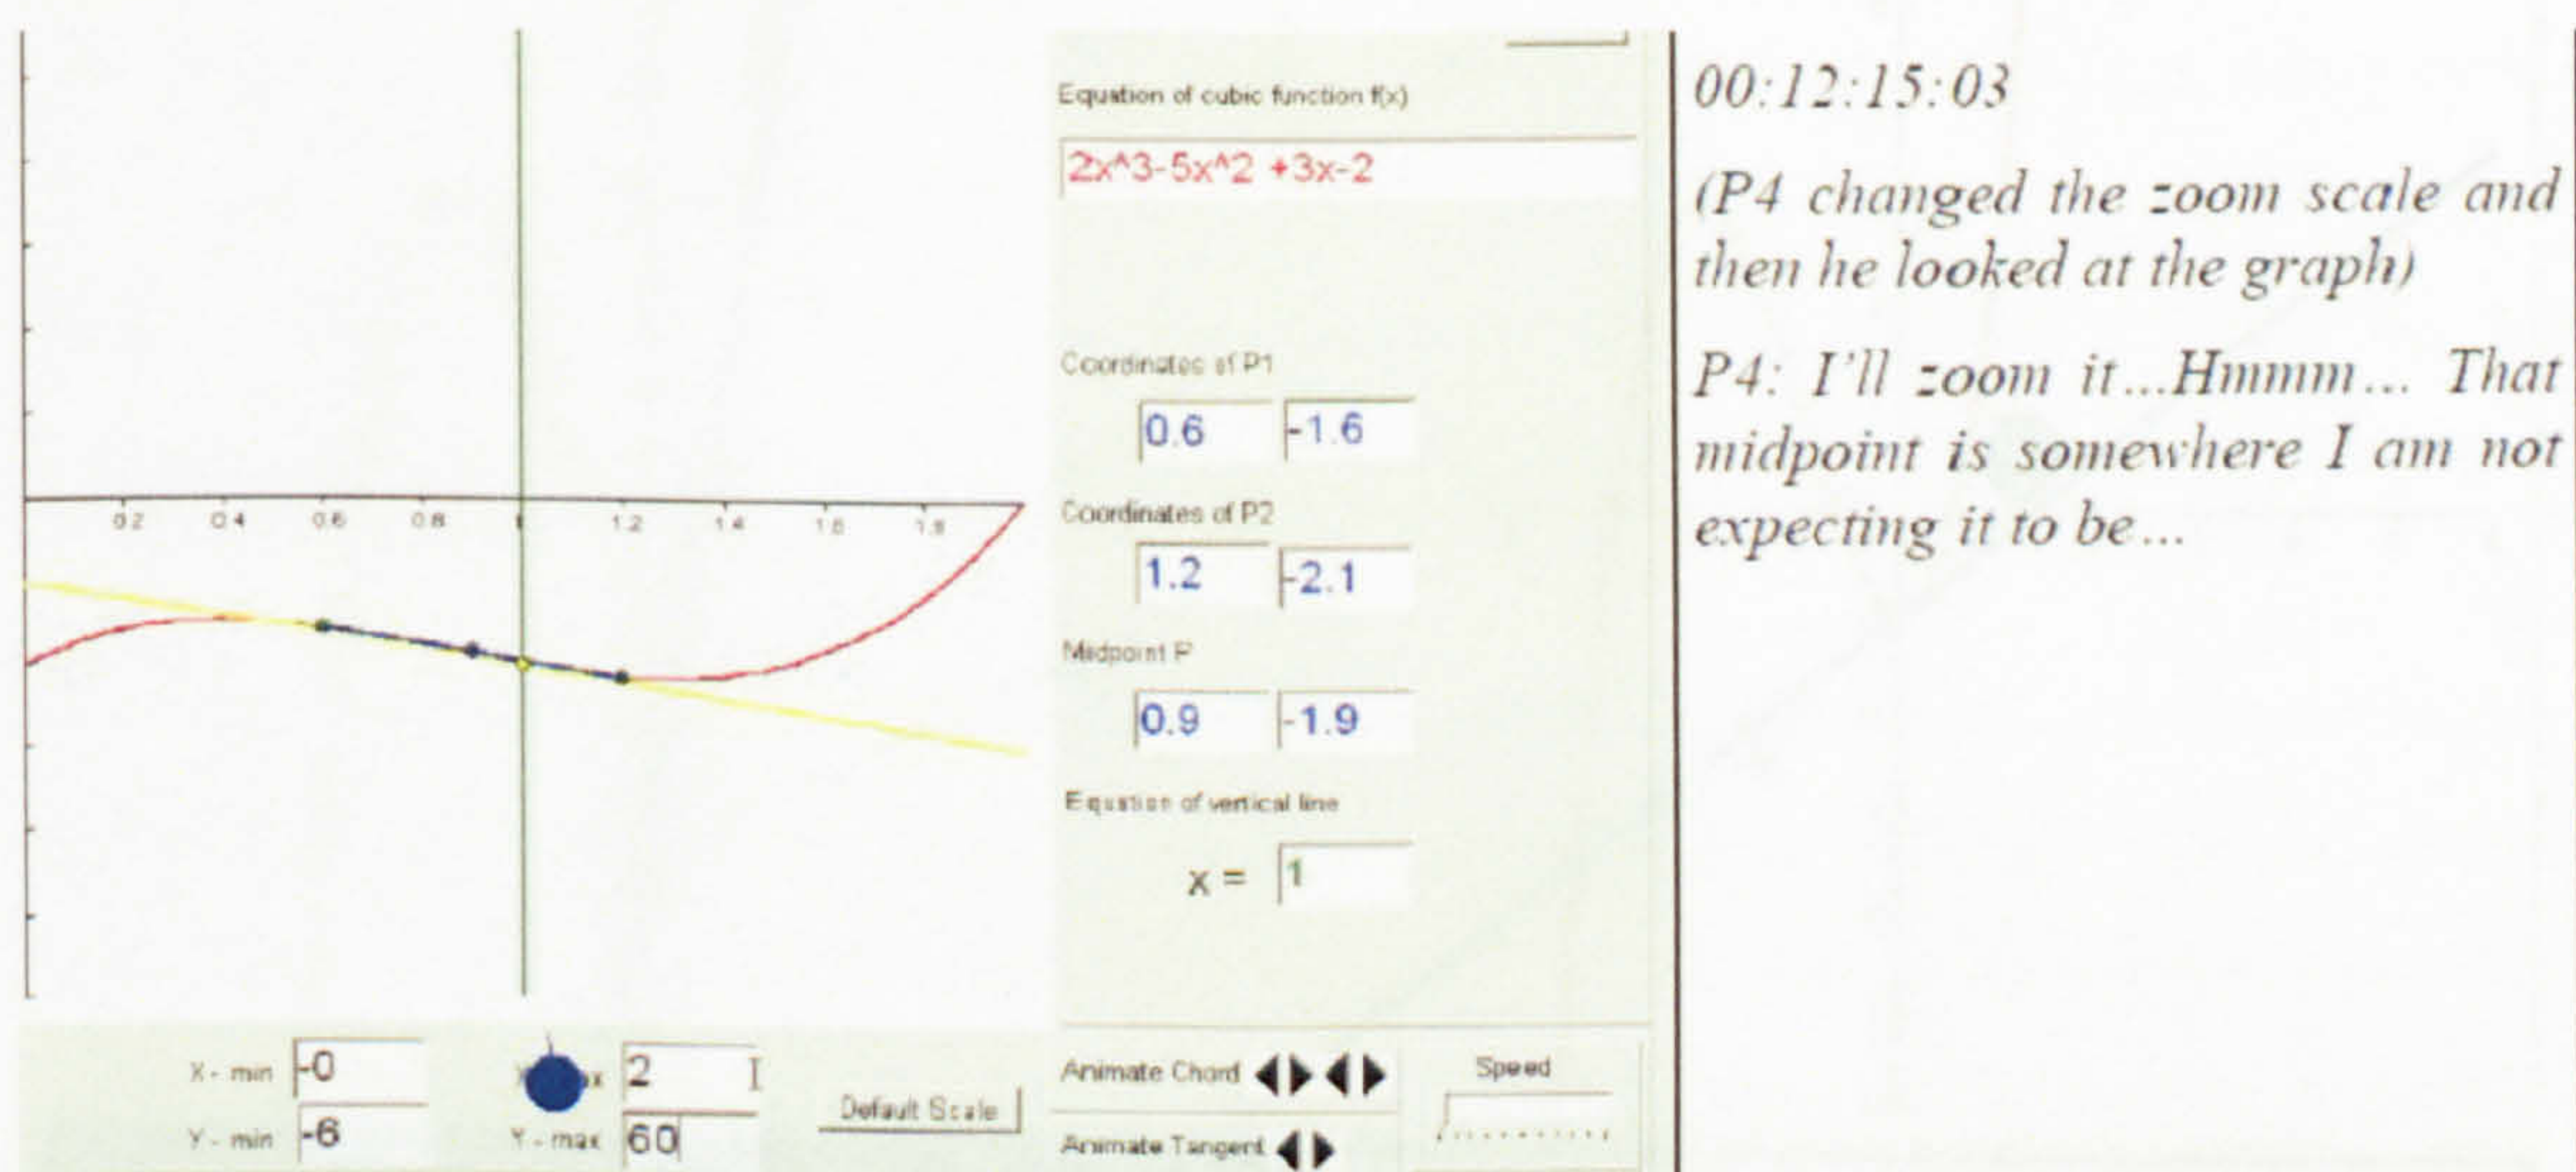 Equation of cubic function f(x)
2x^3-5x^2 +3x-2
0.2 0.4 0.6 0.8 1 1.2 1.4 1.6 1.8
Coordinates of P1
0.6 -1.6
Coordinates of P2
1.2 -2.1
Midpoint P
0.9 -1.9
Equation of vertical line
x = 1
X - min -0 2
Y - min -6 Y - max 60
Default Scale
Animate Chord
Animate Tangent
Speed
00:12:15:03
(P4 changed the zoom scale and
then he looked at the graph)
P4: I'll zoom it...Hmmm... That
midpoint is somewhere I am not
expecting it to be...